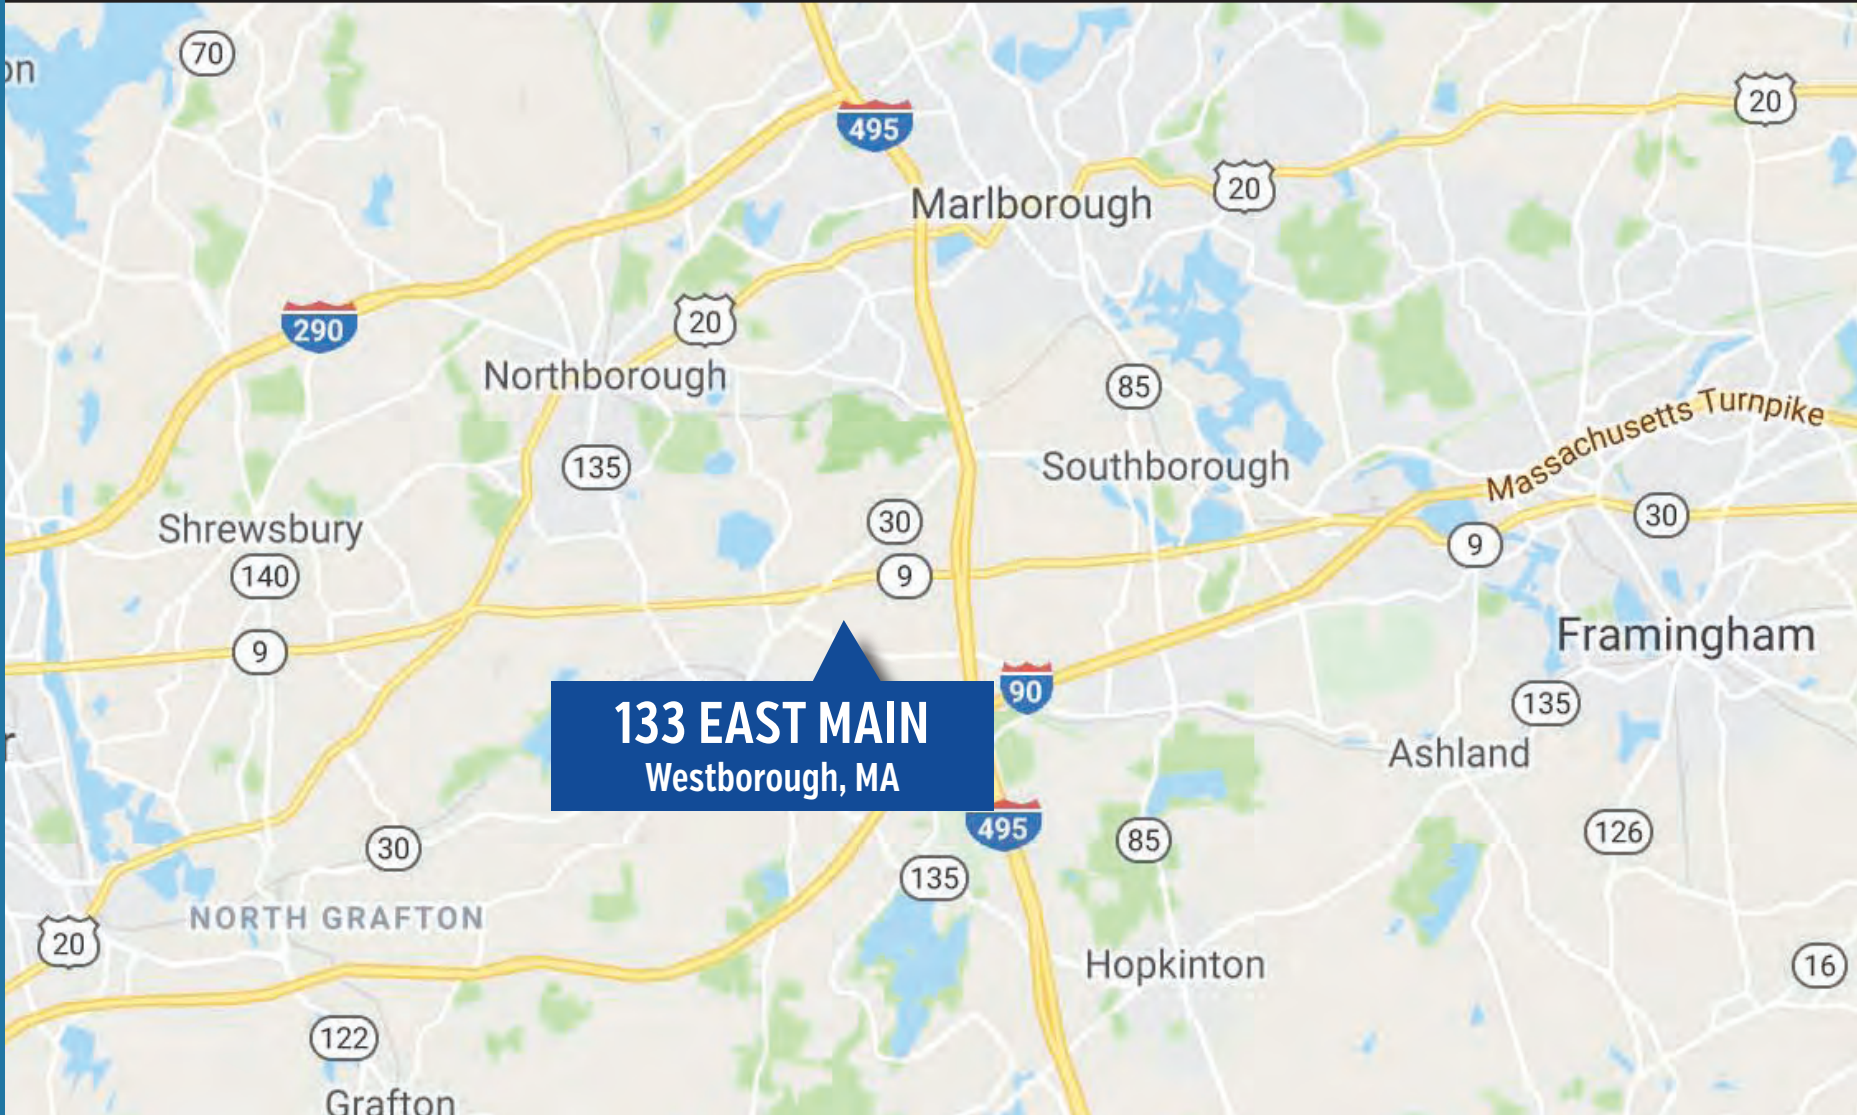 70
on
20
495
20
Marlborough
290
20
Northborough
85
Massachusetts Turnpike
135
Southborough
30
30
Shrewsbury
9
140
9
9
Framingham
90
135
133 EAST MAIN
Westborough, MA
Ashland
r
495
126
85
30
135
NORTH GRAFTON
20
Hopkinton
16
122
Grafton